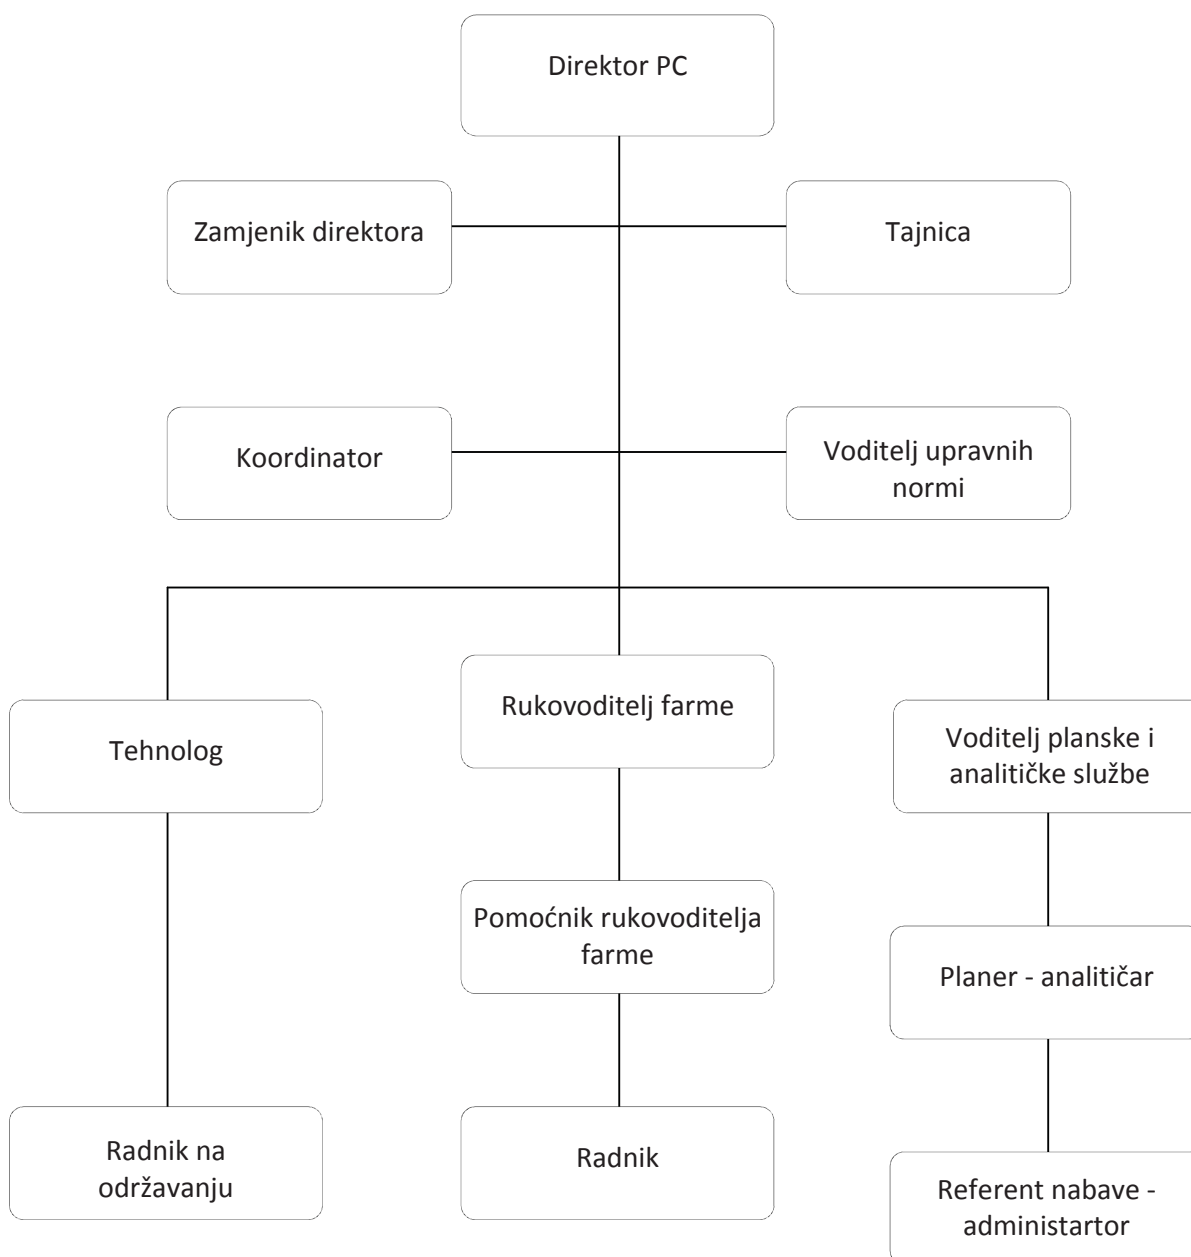 Direktor PC
Zamjenik direktora
Tajnica
Koordinator
Voditelj upravnih
normi
Tehnolog
Rukovoditelj farme
Voditelj planske i
analitičke službe
Pomoćnik rukovoditelja
farme
Planer - analitičar
Radnik na
održavanju
Radnik
Referent nabave -
administartor